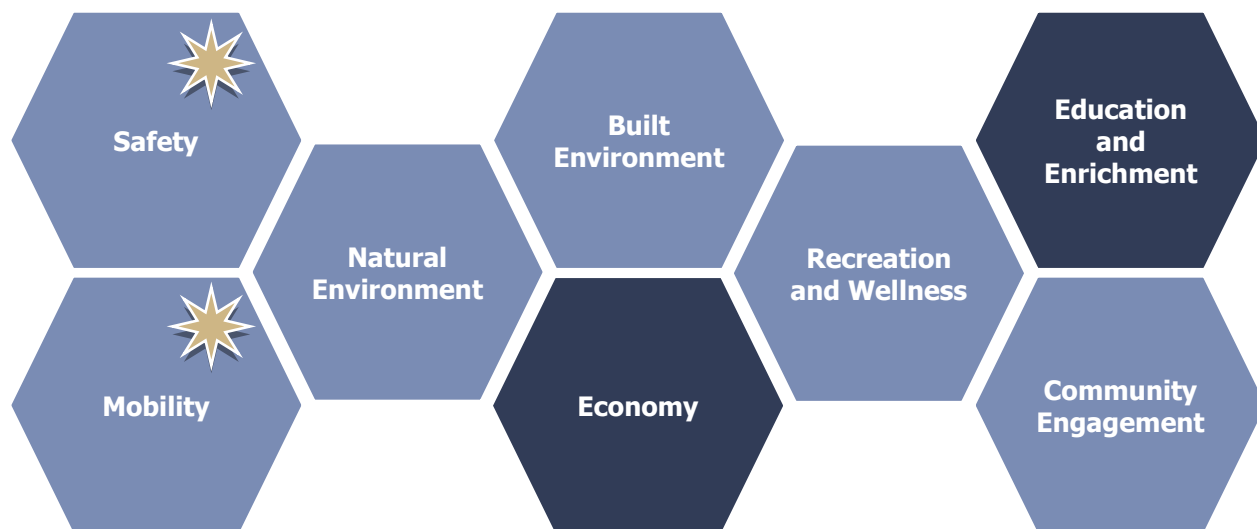 Safety
Mobility
Natural
Environment
Built
Environment
Economy
Recreation
and Wellness
Education
and
Enrichment
Community
Engagement